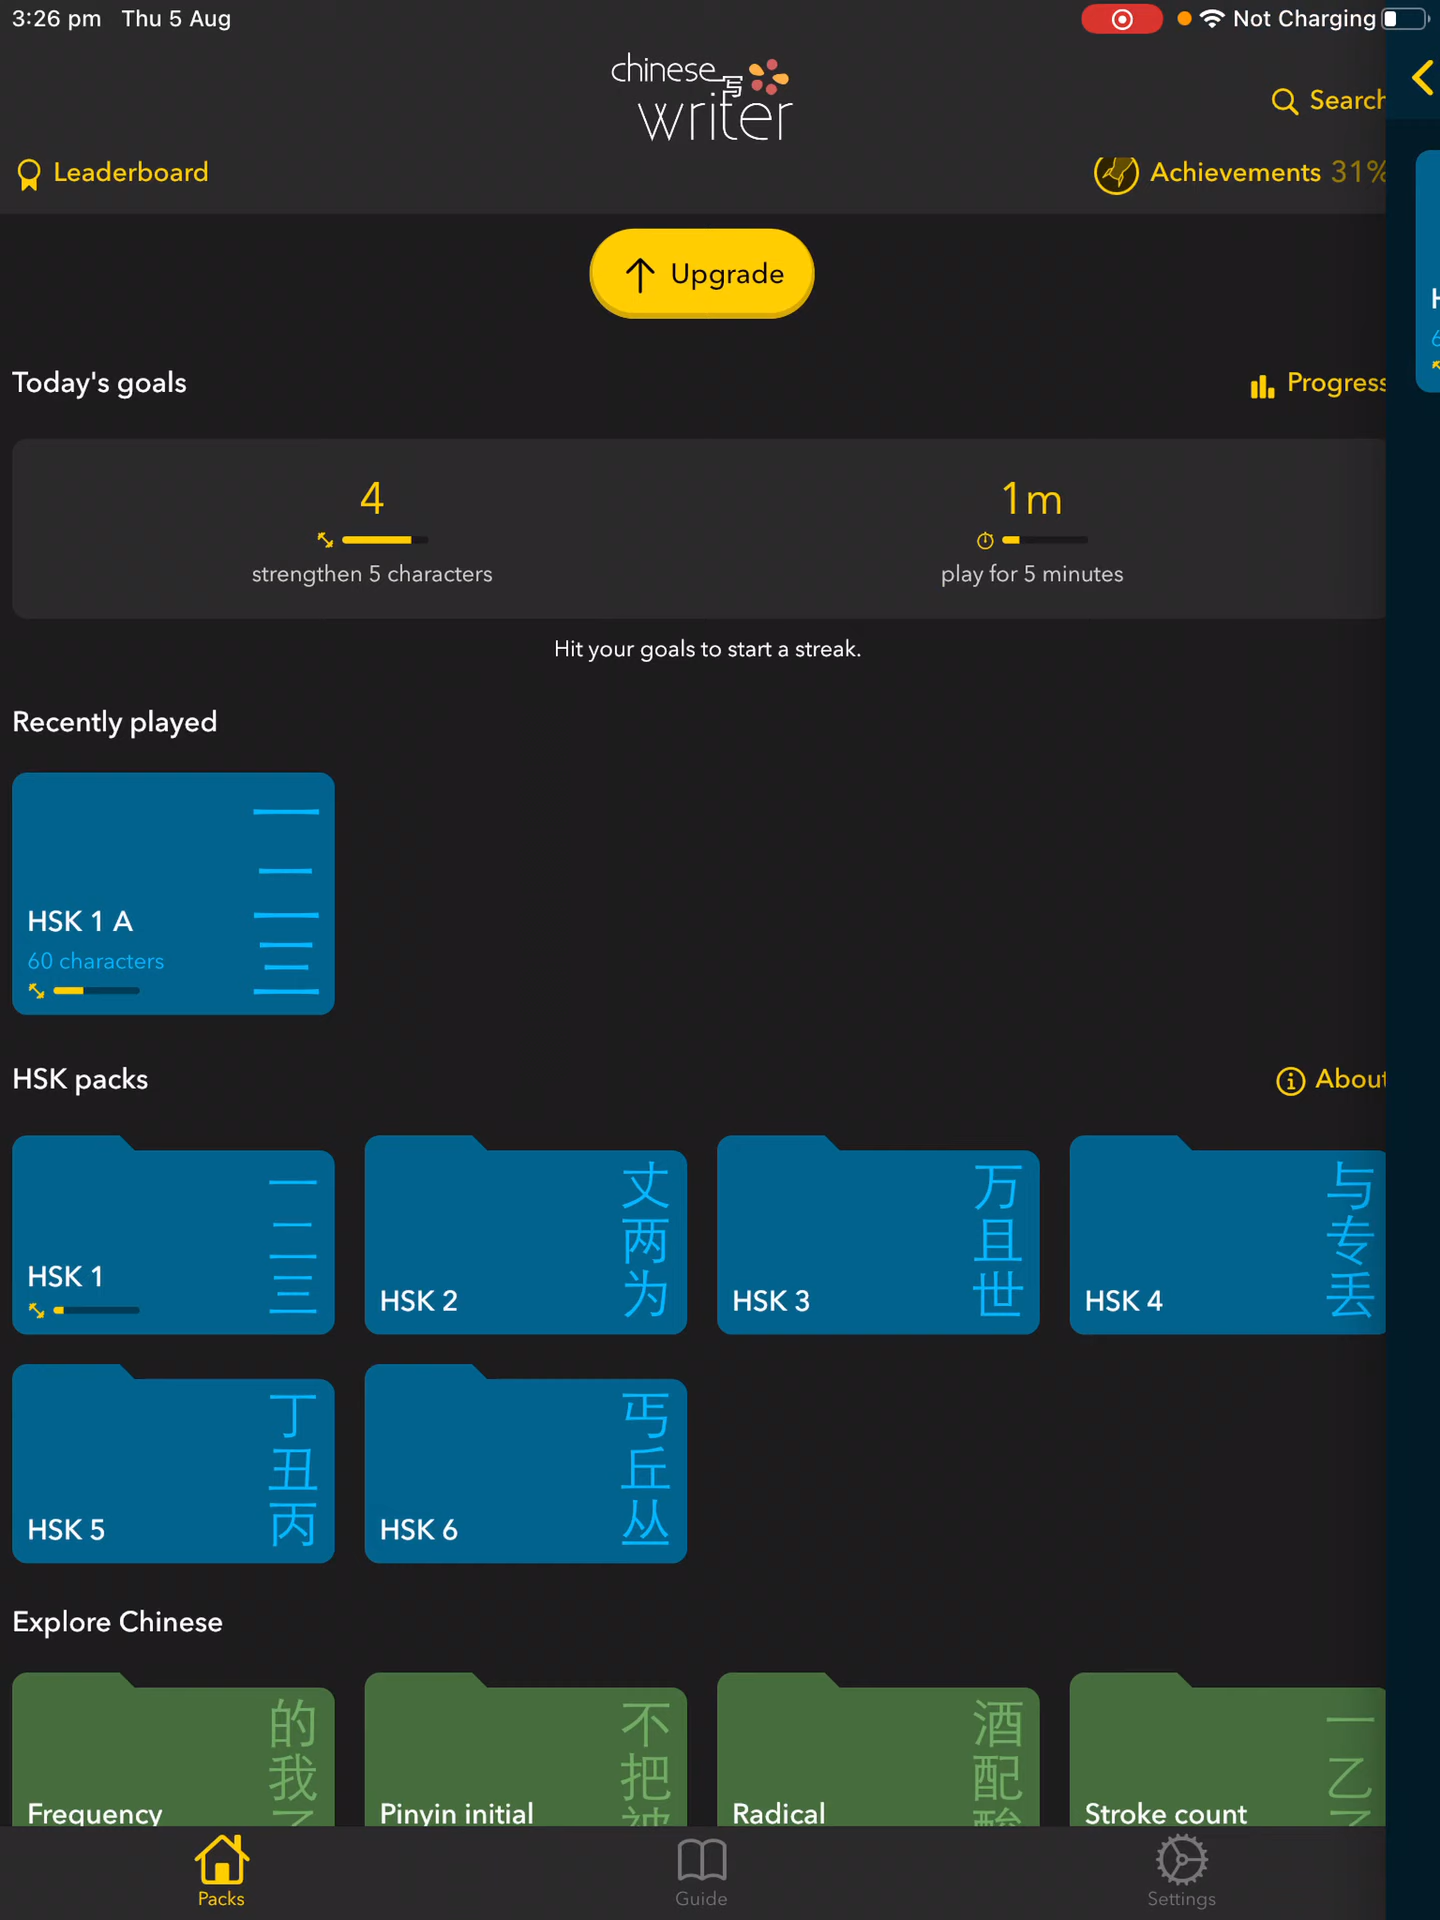 3:26 pm Thu 5 Aug
Not Charging
chinese
写
writer
Search
Leaderboard
Achievements 31%
Upgrade
Today's goals
Progress
4
strengthen 5 characters
1m
play for 5 minutes
Hit your goals to start a streak.
Recently played
一
二
三
HSK 1 A
60 characters
HSK packs
About
一
二
三
HSK 1
丈
两
为
HSK 2
万
且
世
HSK 3
与
专
丢
HSK 4
丁
丑
丙
HSK 5
丐
丘
丛
HSK 6
Explore Chinese
的
我
Frequency
不
把
Pinyin initial
酒
配
Radical
一
乙
Stroke count
Packs
Guide
Settings